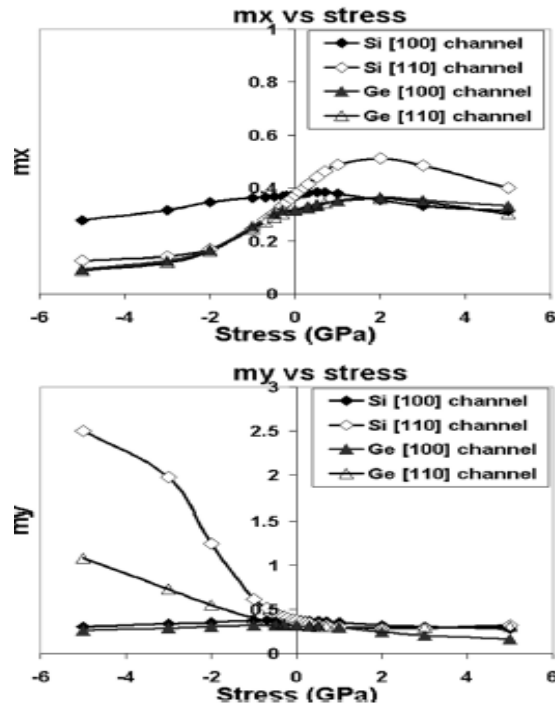 mx vs stress
Si [100] channel
Si [110] channel
Ge [100] channel
Ge [110] channel
1
0.8
0.6
0.4
0.2
0
mx
-6 -4 -2 0 2 4 6
Stress (GPa)
my vs stress
Si [100] channel
Si [110] channel
Ge [100] channel
Ge [110] channel
3
2.5
2
1.5
1
0.5
0
my
-6 -4 -2 0 2 4 6
Stress (GPa)